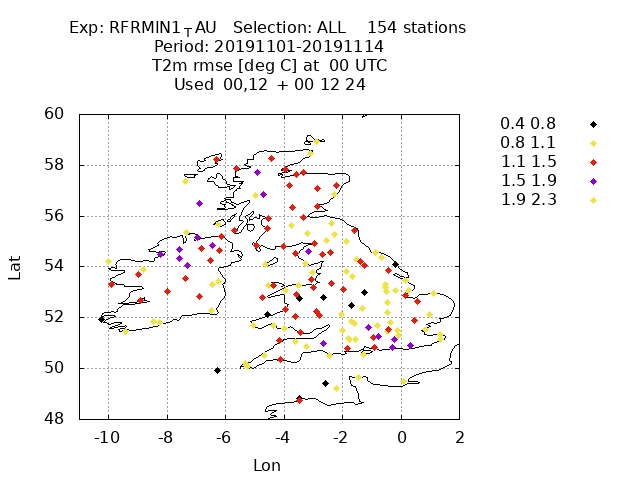 Exp: RFRMIN1_TAU   Selection: ALL    154 stations
Period: 20191101-20191114
T2m rmse [deg C] at  00 UTC
Used  00,12  + 00 12 24
0.4 0.8
0.8 1.1
1.1 1.5
1.5 1.9
1.9 2.3
60
58
56
54
52
50
48
Lat
-10 -8 -6 -4 -2 0 2
Lon